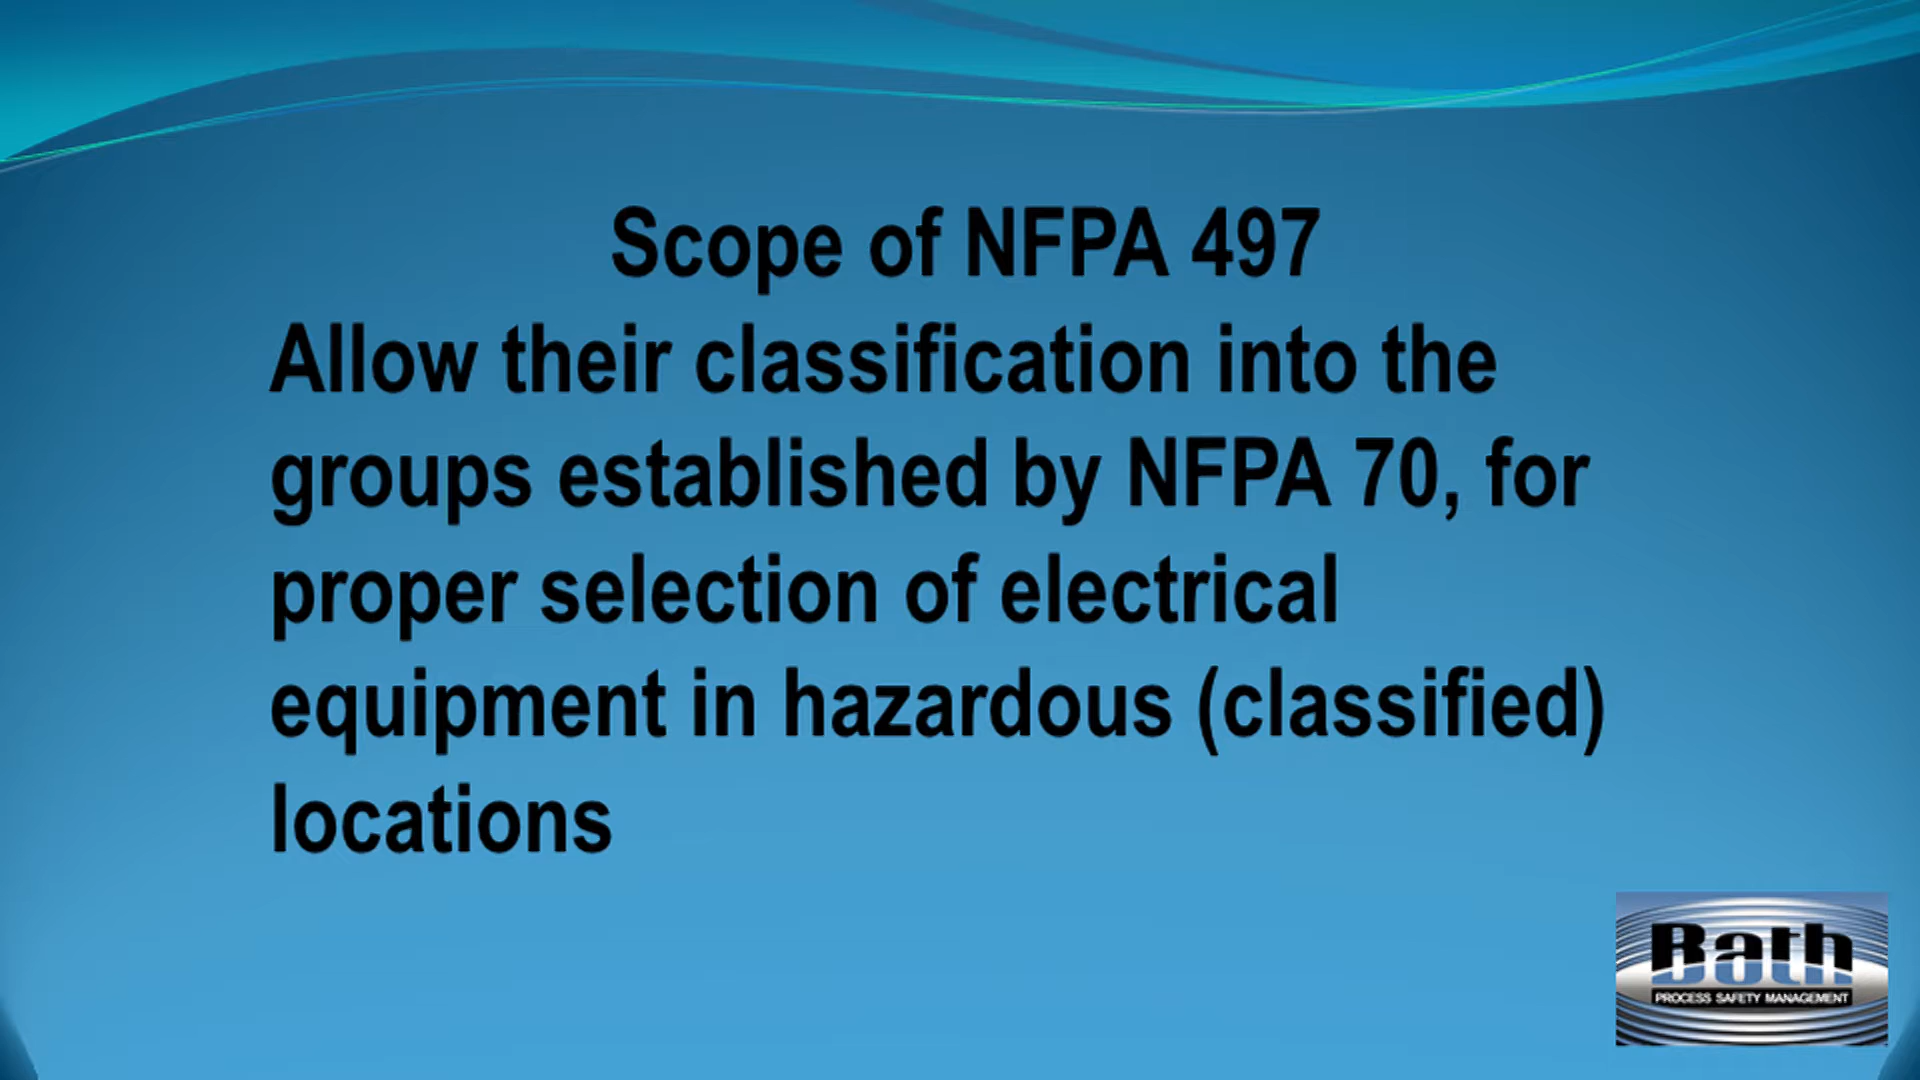 Scope of NFPA 497
Allow their classification into the
groups established by NFPA 70, for
proper selection of electrical
equipment in hazardous (classified)
locations
Bath
PROCESS SAFETY MANAGEMENT